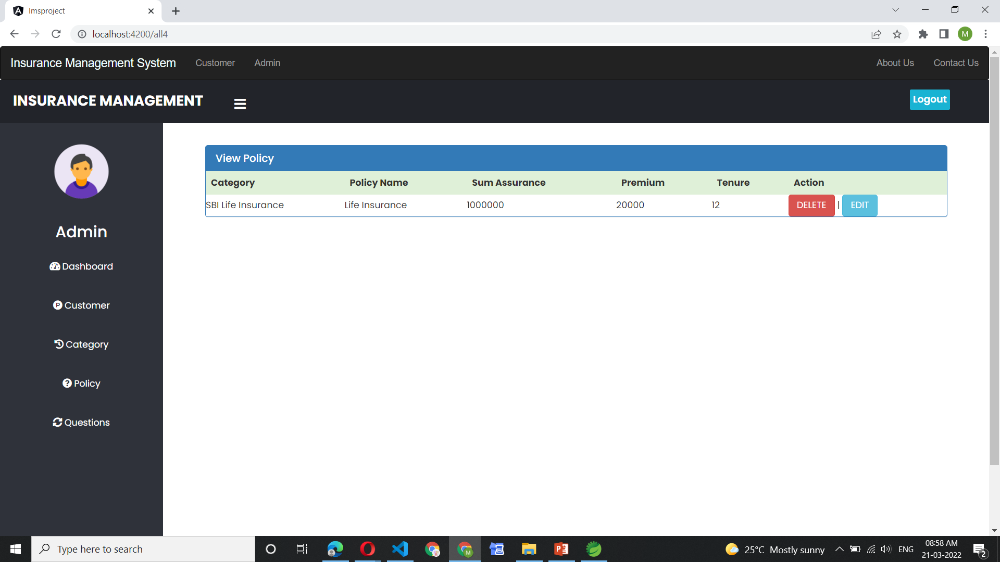 Imsproject
localhost:4200/all4
M
Insurance Management System Customer Admin About Us Contact Us
INSURANCE MANAGEMENT Logout
View Policy
Category Policy Name Sum Assurance Premium Tenure Action
SBI Life Insurance Life Insurance 1000000 20000 12 DELETE | EDIT
Admin
Dashboard
P Customer
Category
? Policy
Questions
Type here to search
25°C Mostly sunny ENG
08:58 AM
21-03-2022
2